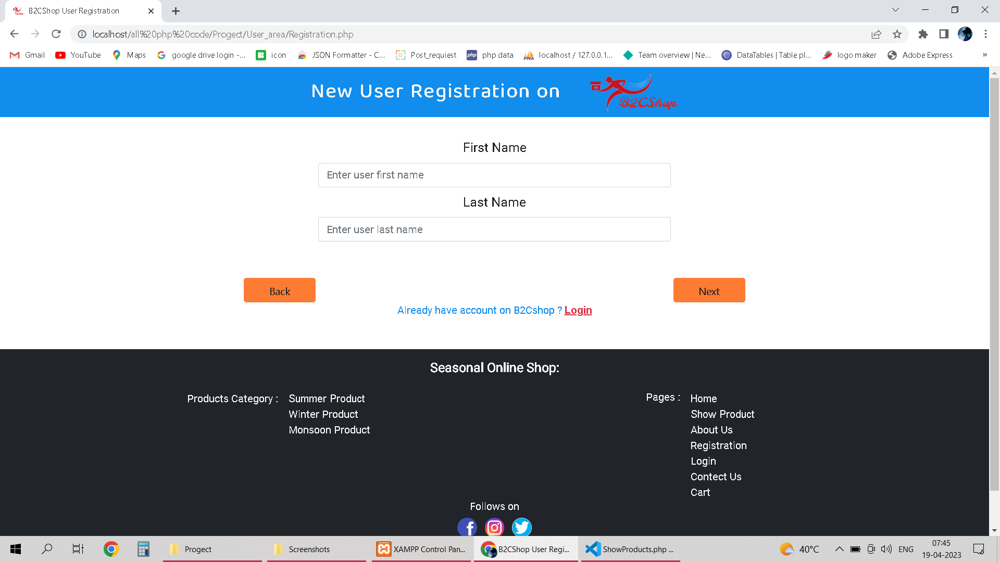 B2CShop User Registration
localhost/all%20php%20code/Progect/User_area/Registration.php
Gmail YouTube Maps google drive login -... icon JSON Formatter - C... Post_requiest php data localhost / 127.0.0.1... Team overview | Ne... DataTables | Table pl... logo maker Adobe Express »
New User Registration on B2CShop
First Name
Enter user first name
Last Name
Enter user last name
Back Next
Already have account on B2Cshop ? Login
Seasonal Online Shop:
Products Category : Summer Product Pages : Home
Winter Product Show Product
Monsoon Product About Us
Registration
Login
Contect Us
Cart
Follows on
Progect Screenshots XAMPP Control Pan... B2CShop User Regi... ShowProducts.php ... 40°C ENG 07:45
19-04-2023